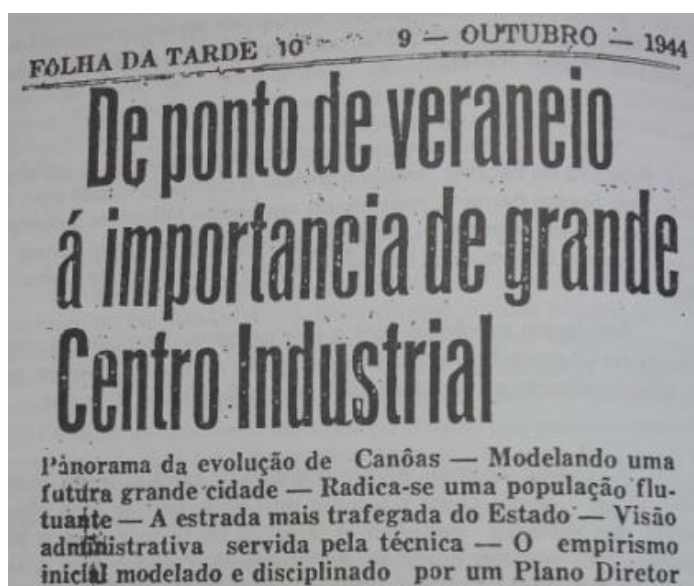 FOLHA DA TARDE 10 9 — OUTUBRO — 1944
De ponto de veraneio
á importancia de grande
Centro Industrial
Panorama da evolução de Canôas — Modelando uma
futura grande cidade — Radica-se uma população flu-
tuante — A estrada mais trafegada do Estado — Visão
administrativa servida pela técnica — O empirismo
inicial modelado e disciplinado por um Plano Diretor